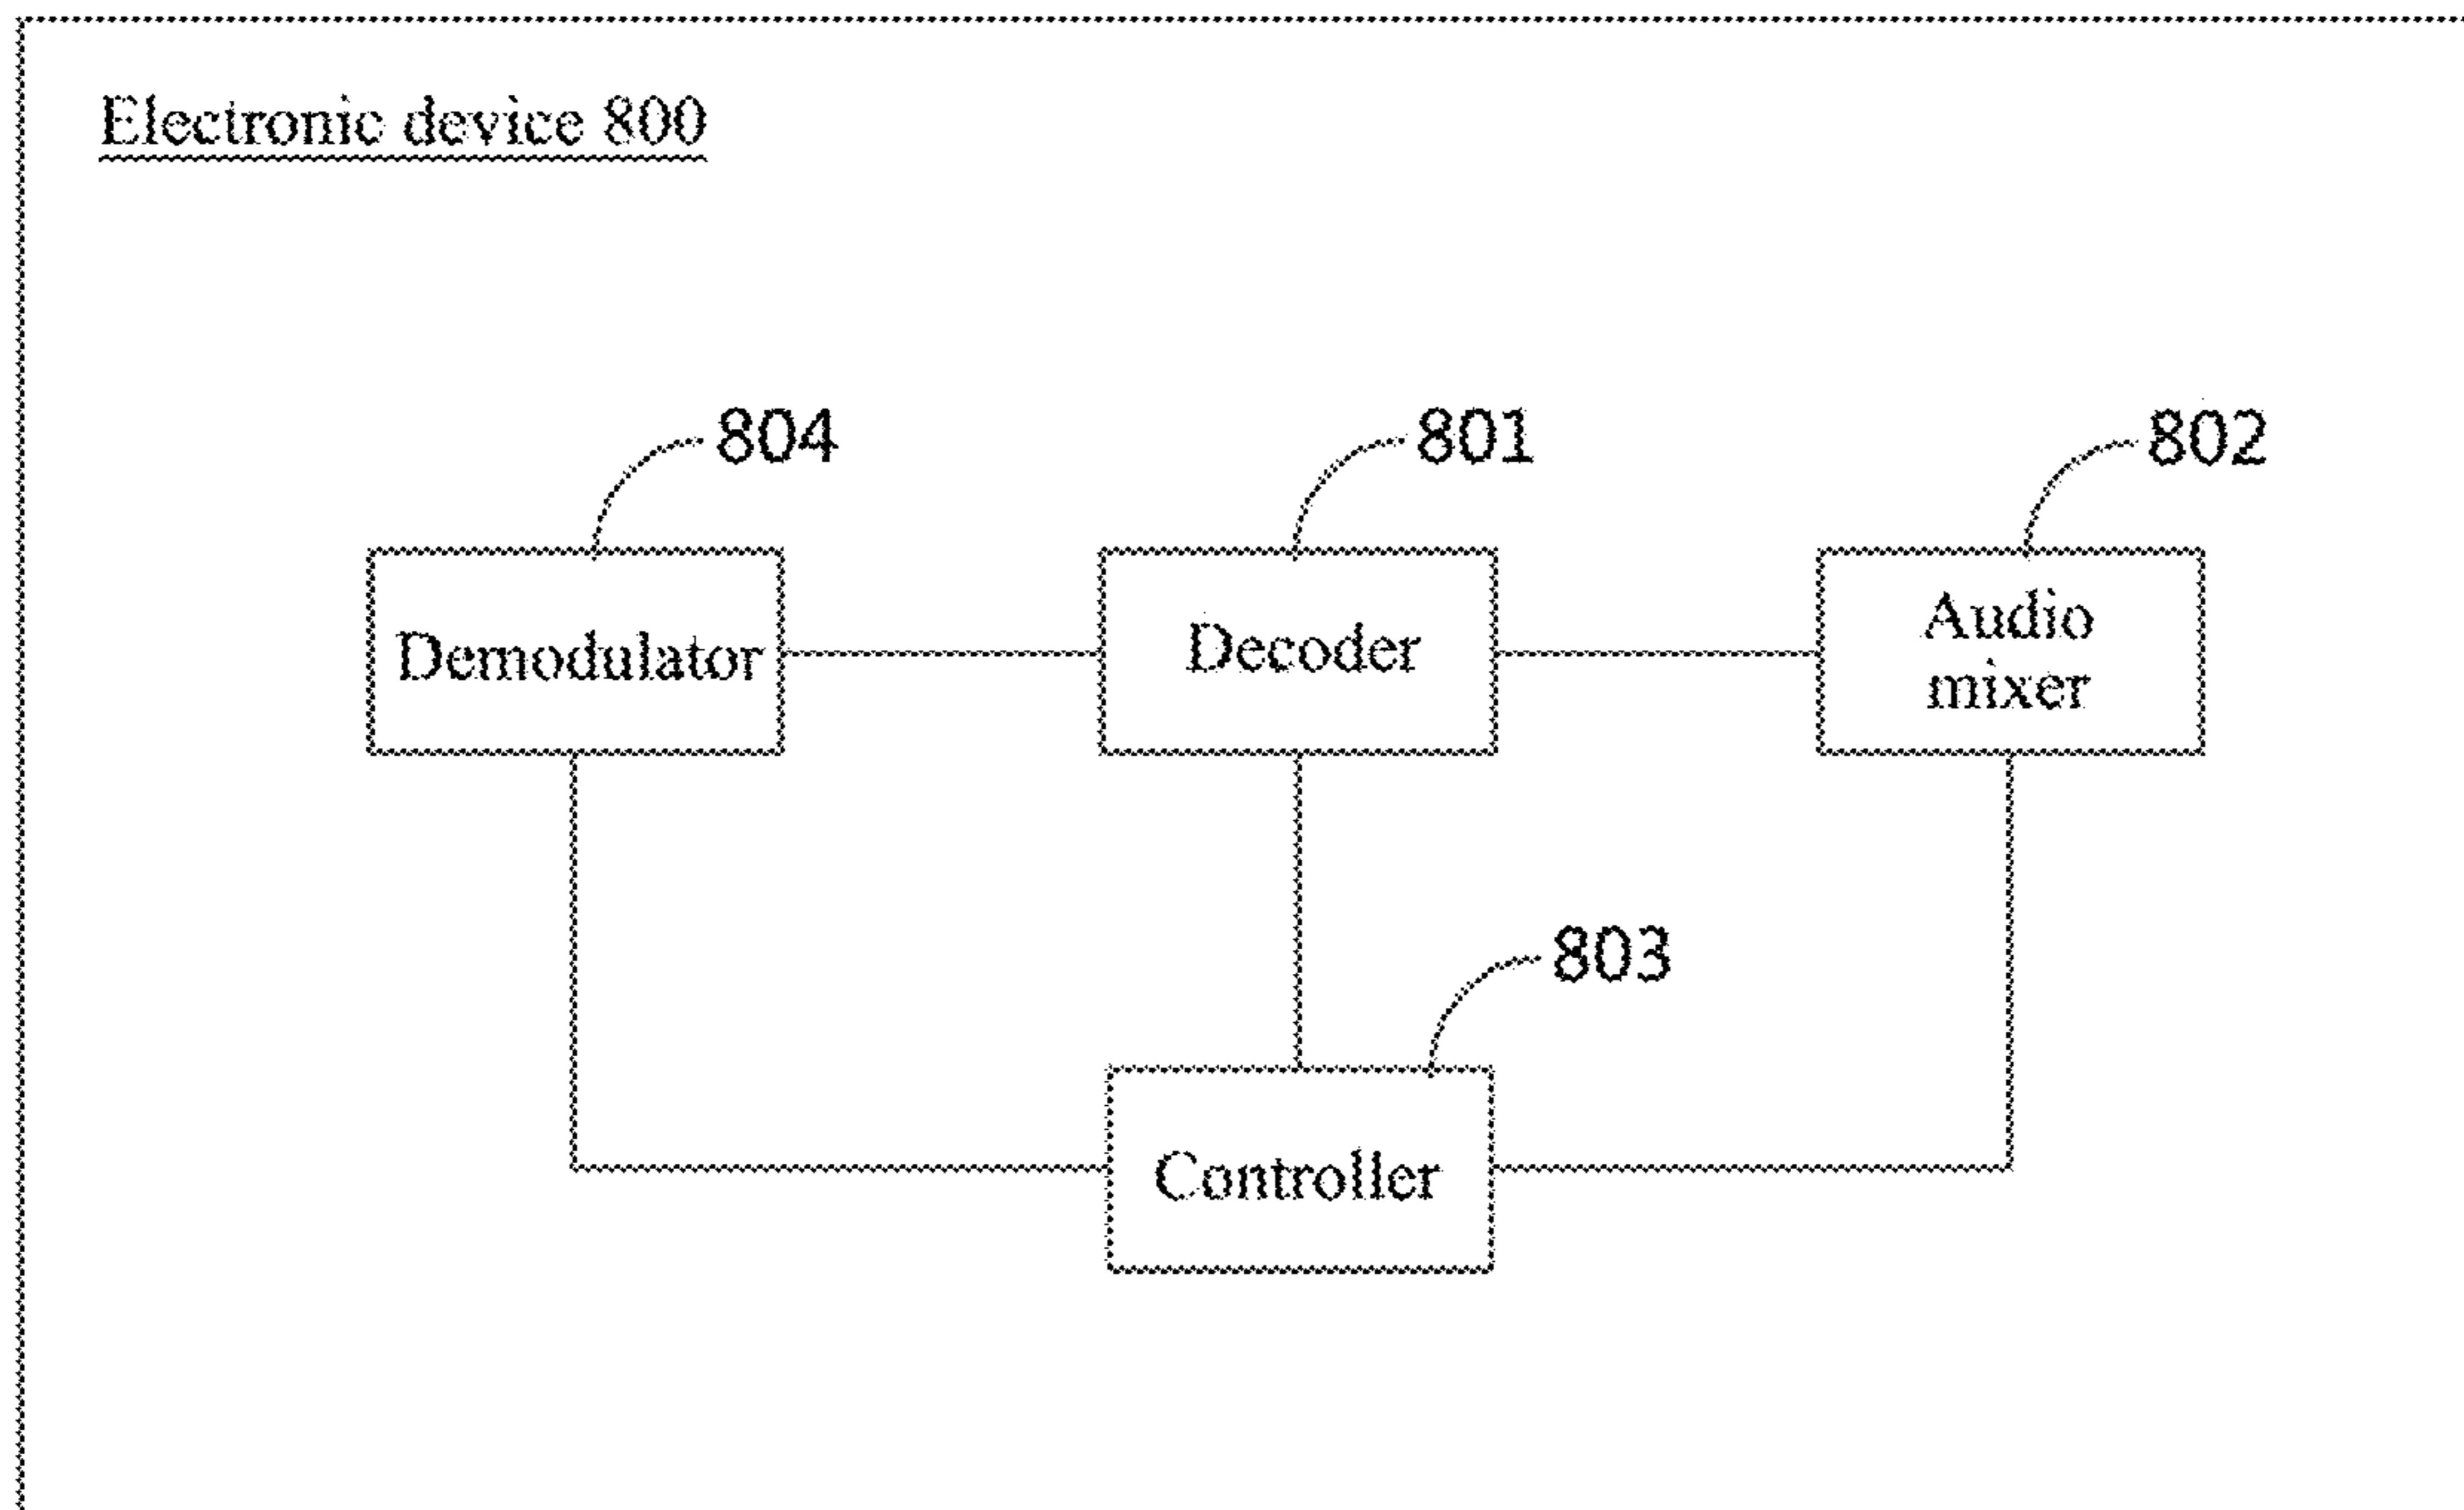 Electronic device 800
804
801
802
Demodulator
Decoder
Audio
mixer
803
Controller